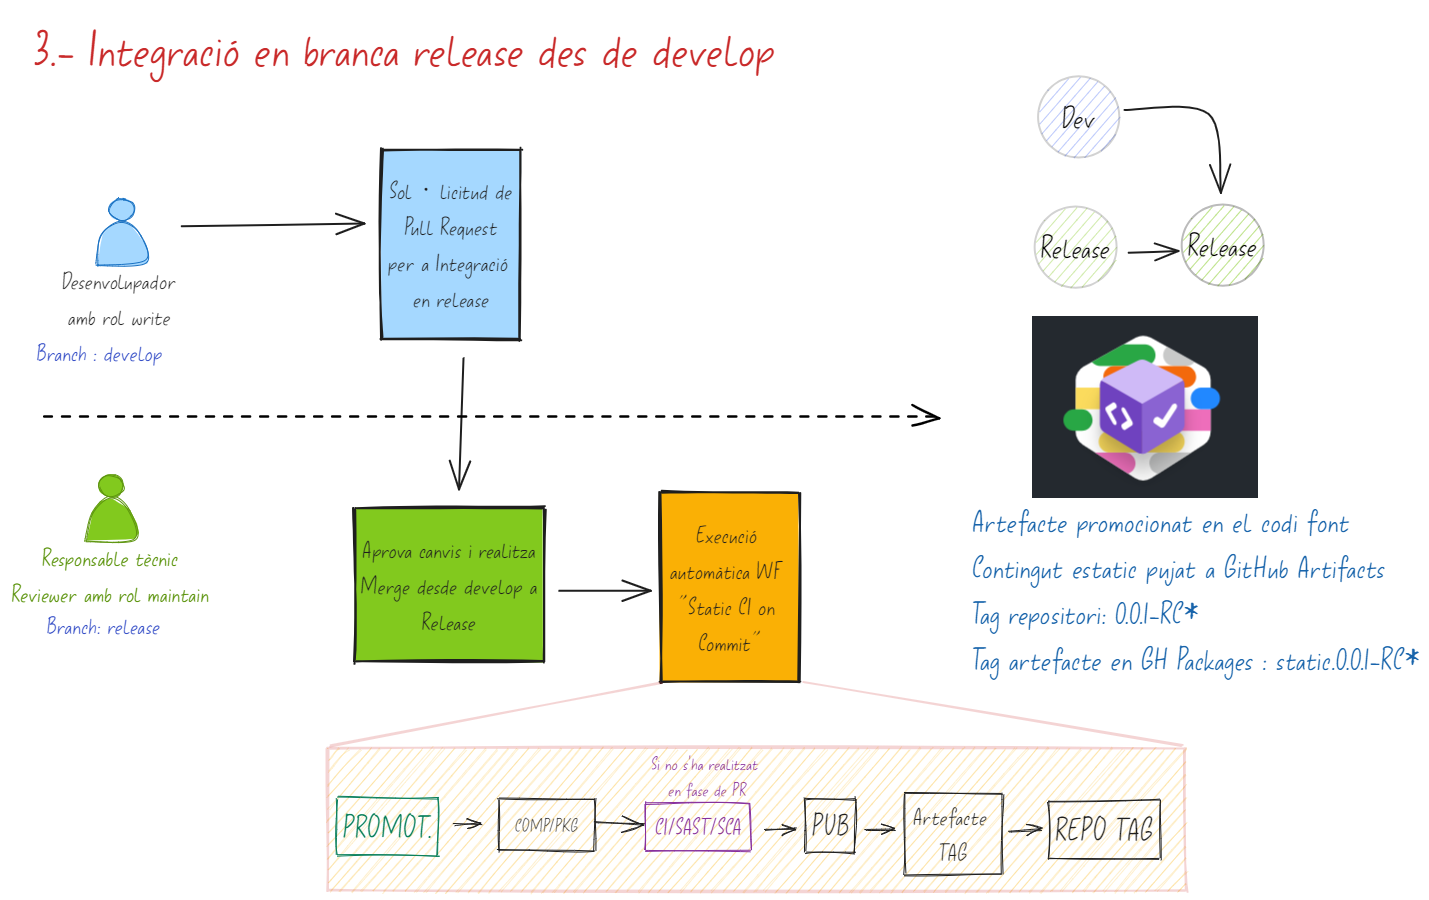 3.- Integració en branca release des de develop
Dev
Release
Release
Sol · licitud de
Pull Request
per a Integració
en release
Desenvolupador
amb rol write
Branch : develop
Responsable tècnic
Reviewer amb rol maintain
Branch: release
Aprova canvis i realitza
Merge desde develop a
Release
Execució
automàtica WF
"Static CI on
Commit"
Artefacte promocionat en el codi font
Contingut estatic pujat a GitHub Artifacts
Tag repositori: 0.0.1-RC*
Tag artefacte en GH Packages : static.0.0.1-RC*
Si no s'ha realitzat
en fase de PR
PROMOT.
COMP/PKG
CI/SAST/SCA
PUB
Artefacte
TAG
REPO TAG